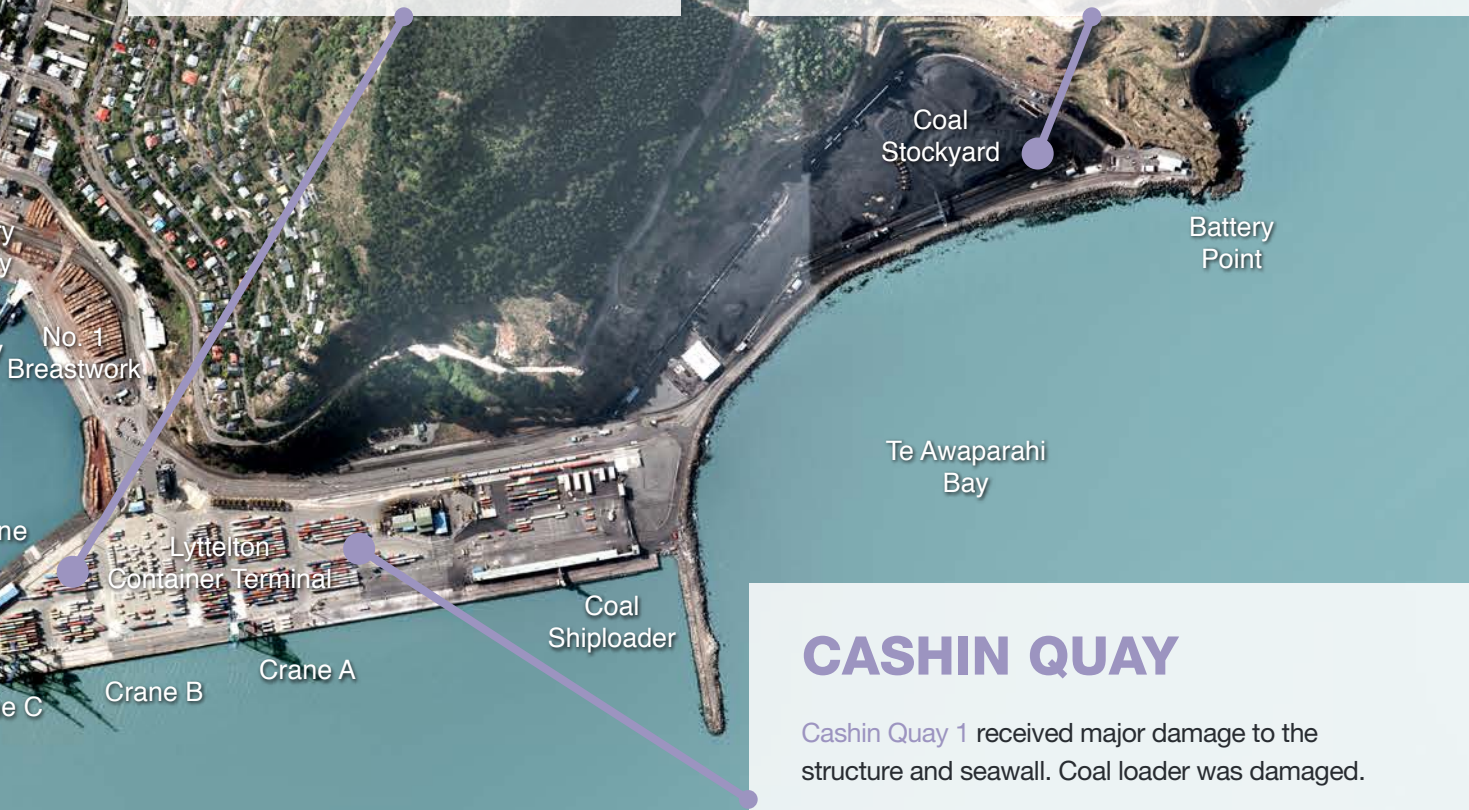 Coal
Stockyard
Battery
Point
No. 1
Breastwork
Te Awaparahi
Bay
Lyttelton
Container Terminal
Coal
Shiploader
Crane A
Crane B
CASHIN QUAY
Cashin Quay 1 received major damage to the
structure and seawall. Coal loader was damaged.